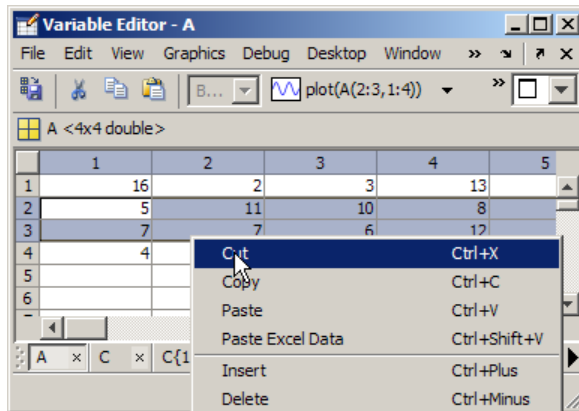 Variable Editor - A
File Edit View Graphics Debug Desktop Window »
B... plot(A(2:3,1:4)) »
A <4x4 double>
1 2 3 4 5
1 16 2 3 13
2 5 11 10 8
3 7 7 6 12
4 4
5
6
Cut Ctrl+X
Copy Ctrl+C
Paste Ctrl+V
Paste Excel Data Ctrl+Shift+V
Insert Ctrl+Plus
Delete Ctrl+Minus
A × C × C{1